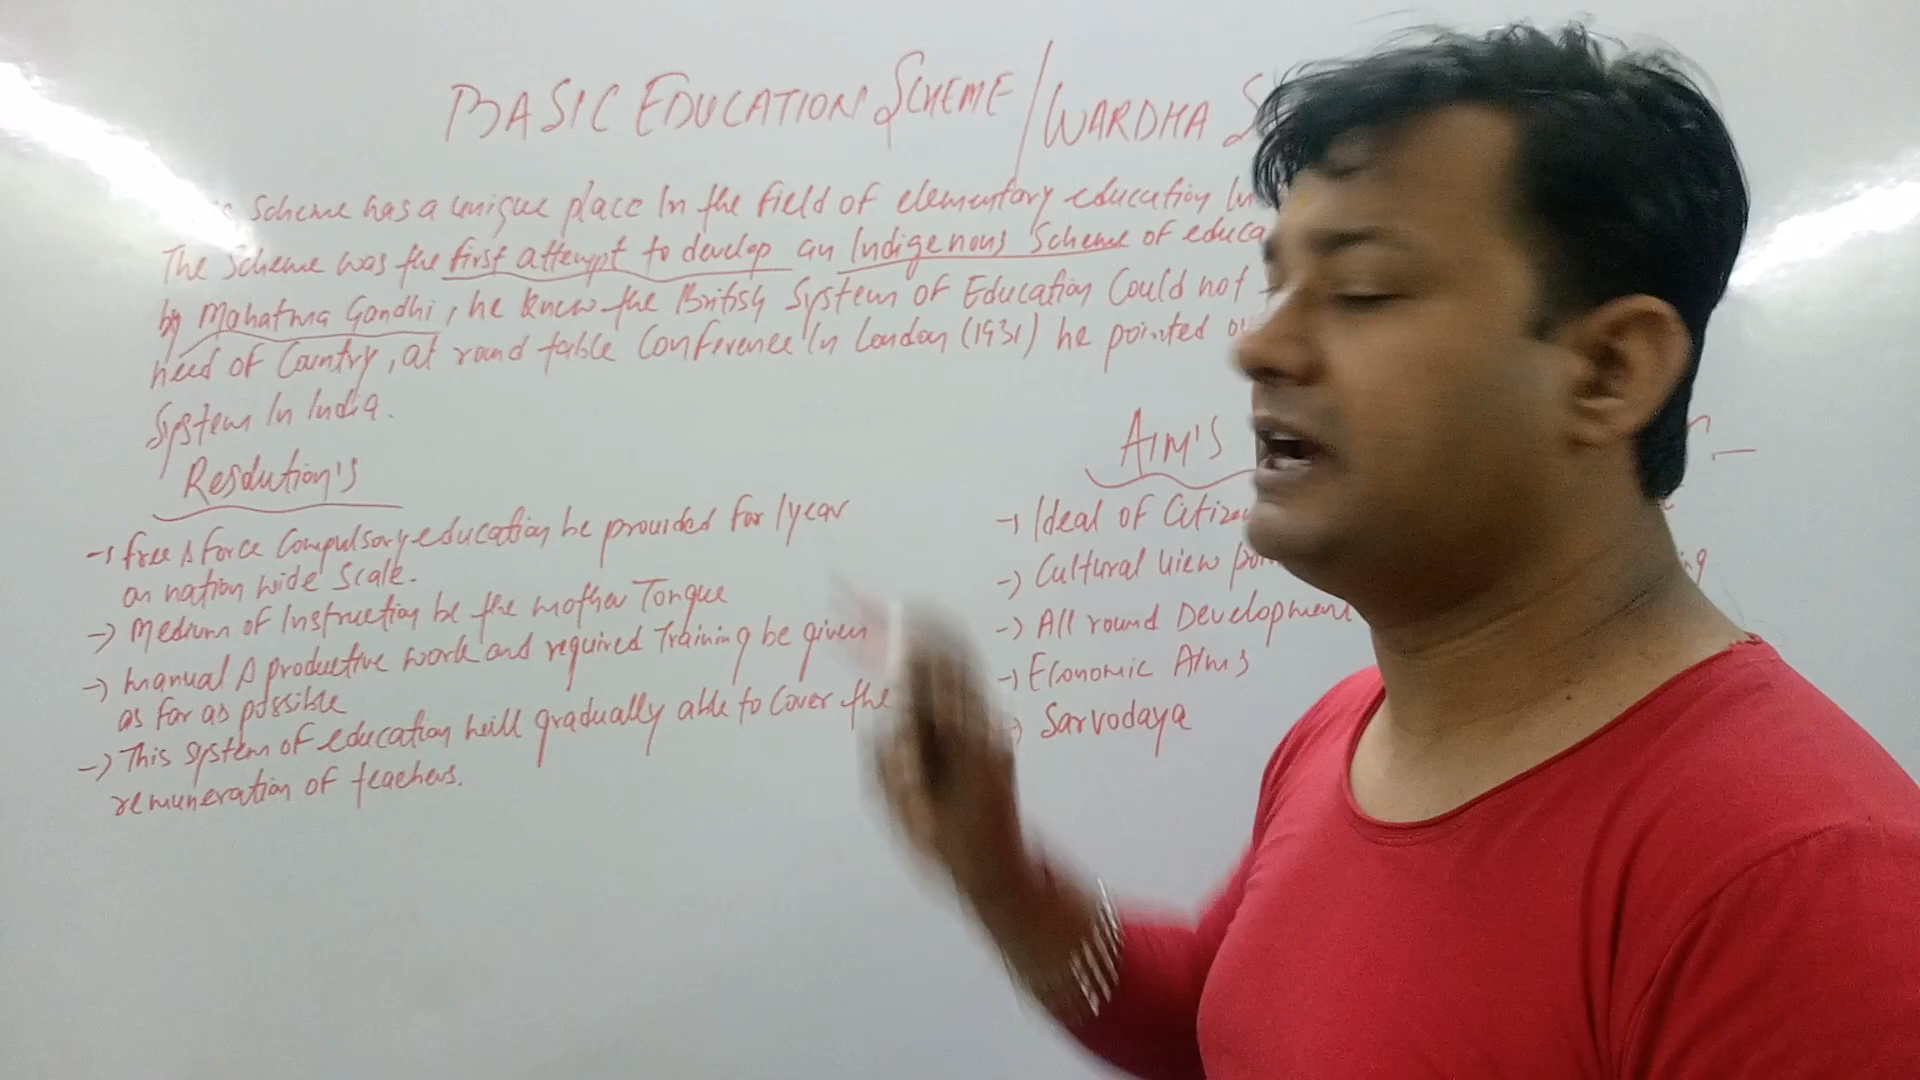 BASIC EDUCATION SCHEME / WARDHA S
Scheme has a unique place In the field of elementary education In
The Scheme was the first attempt to develop an Indigenous Scheme of educa
by Mahatma Gandhi, he knew the British System of Education Could not
need of Country, at round table Conference In London (1931) he pointed ou
System In India.
Resolution's
-> free & force Compulsory education be provided for 1year
on nation wide Scale.
-> Medium of Instruction be the mother Tongue
-> Manual & productive work and required Training be given
as far as possible
-> This system of education will gradually able to Cover the
remuneration of teachers.
AIM'S
-> Ideal of Citizen
-> Cultural View poin
-> All round Development
-> Economic AIms
-> Sarvodaya